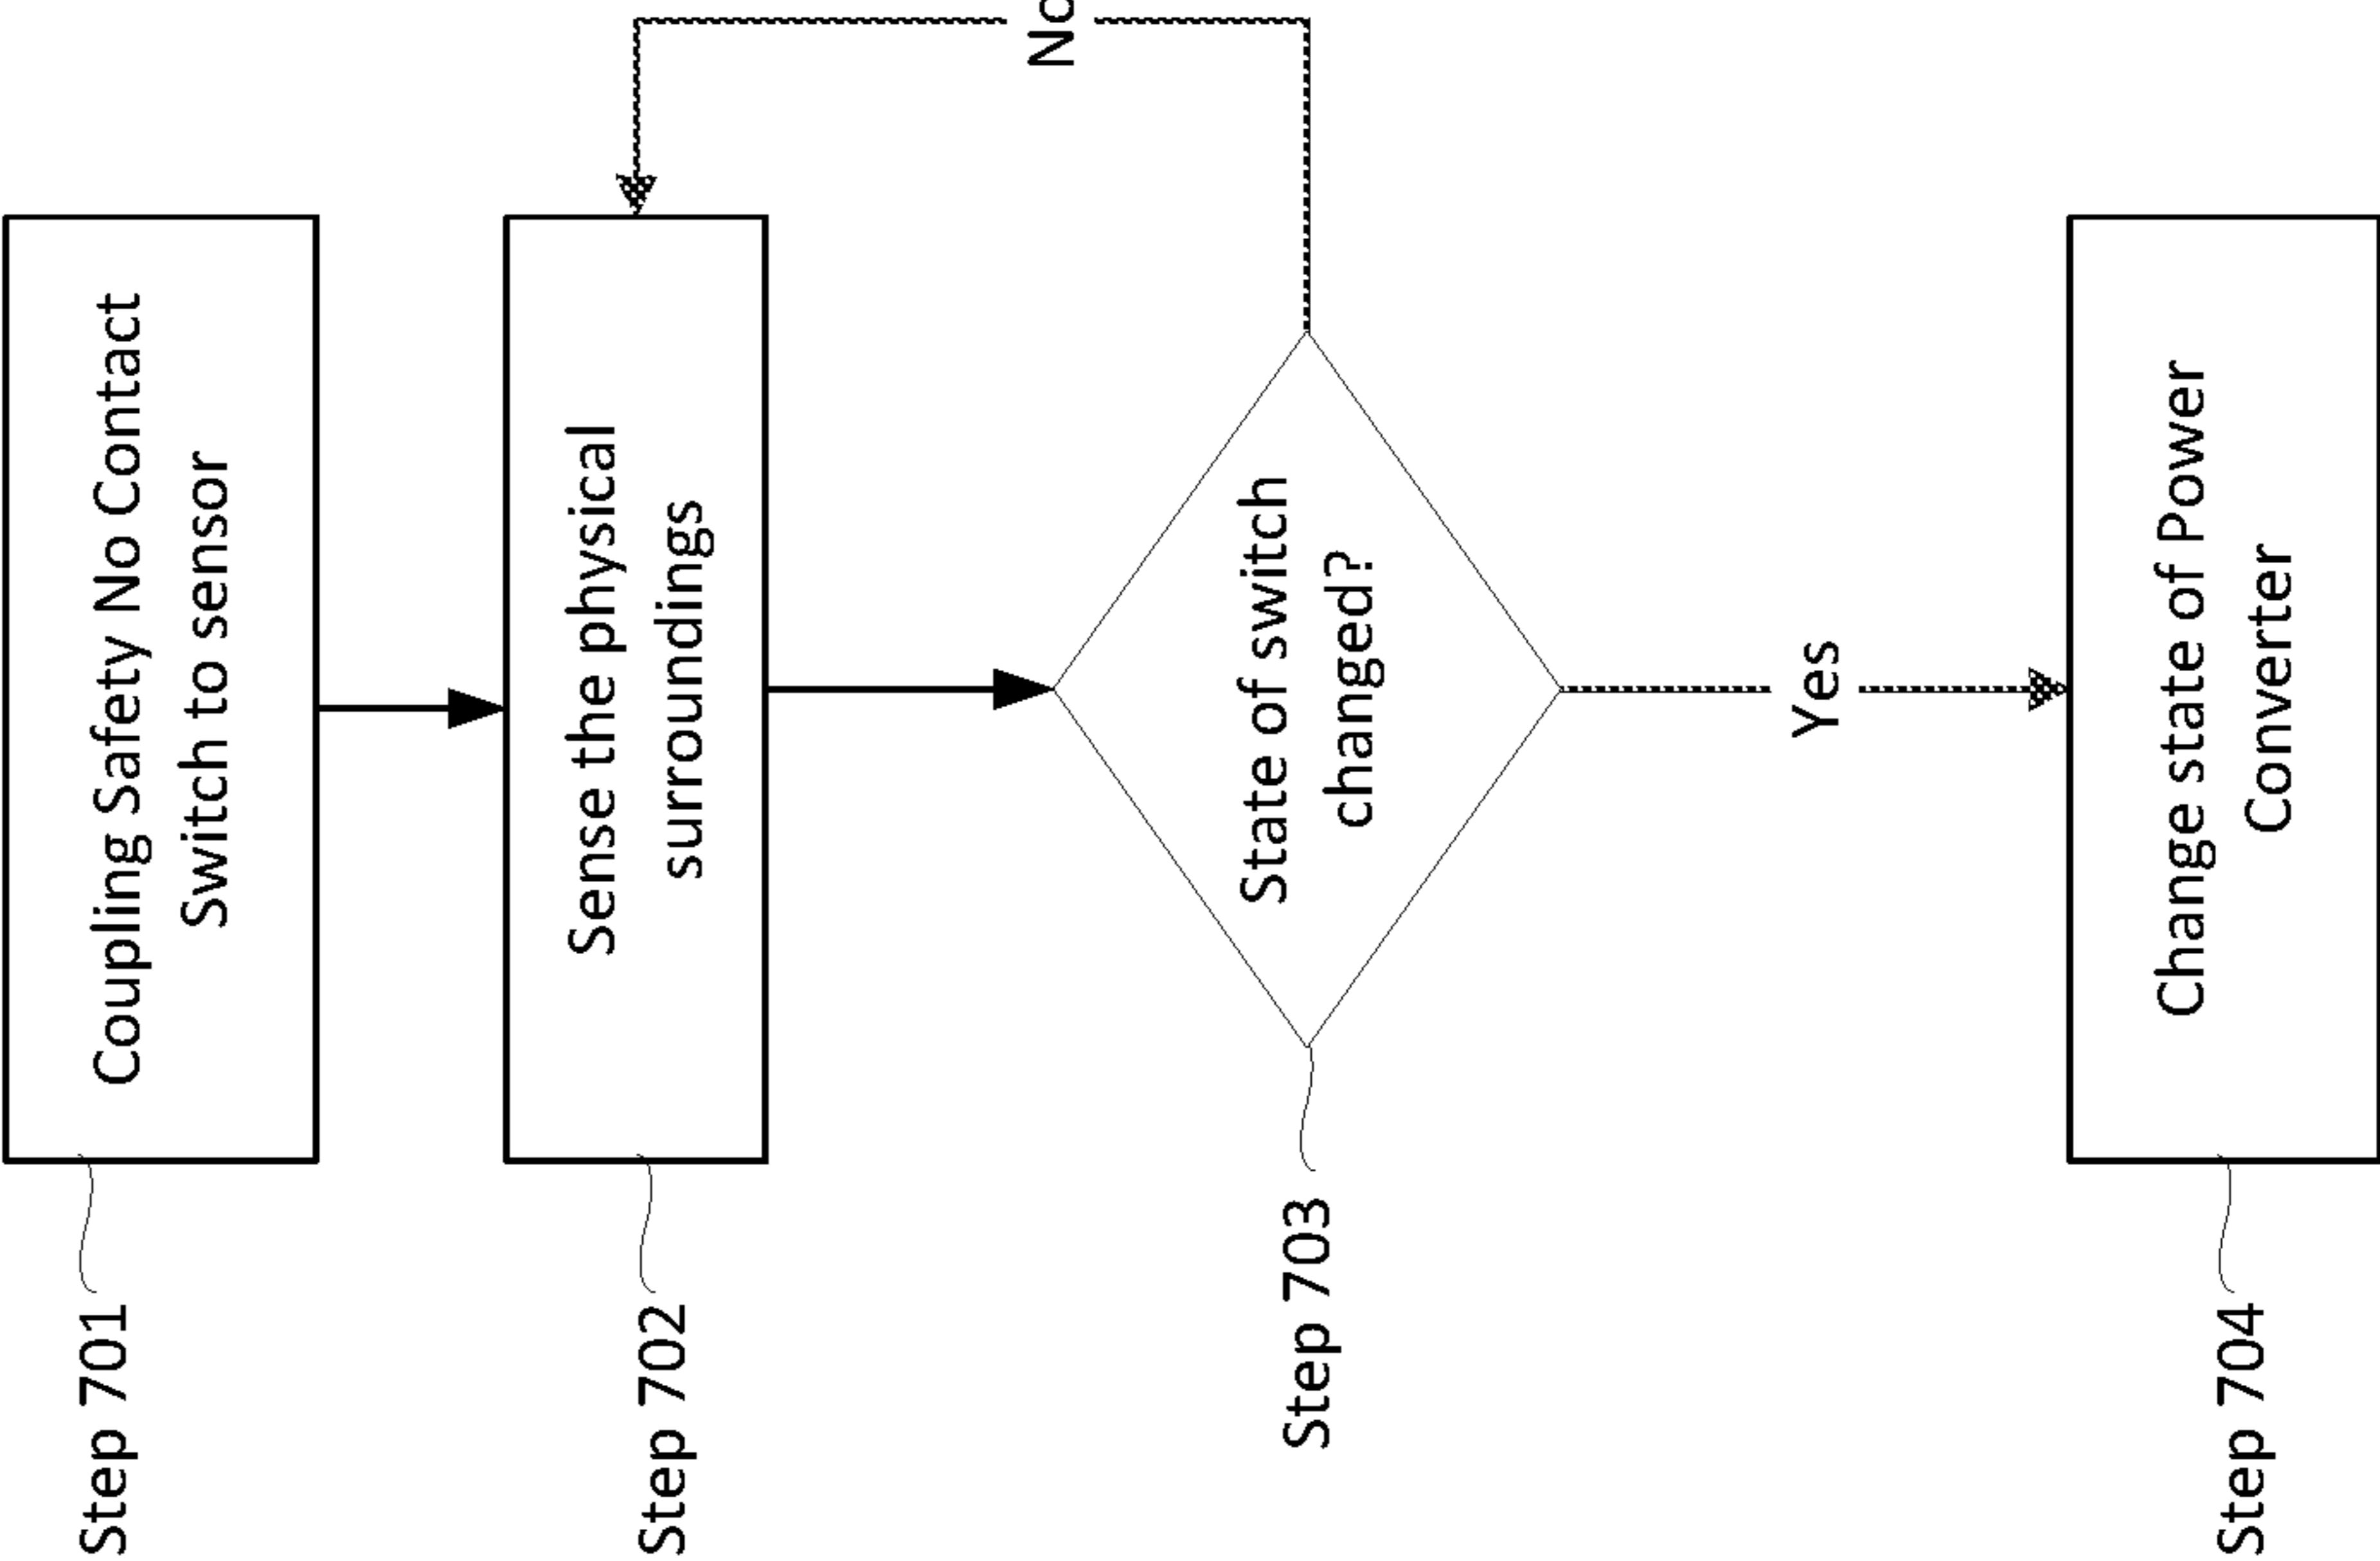 Step 701
Coupling Safety No Contact
Switch to sensor
Step 702
Sense the physical
surroundings
Step 703
State of switch
changed?
No
Yes
Step 704
Change state of Power
Converter